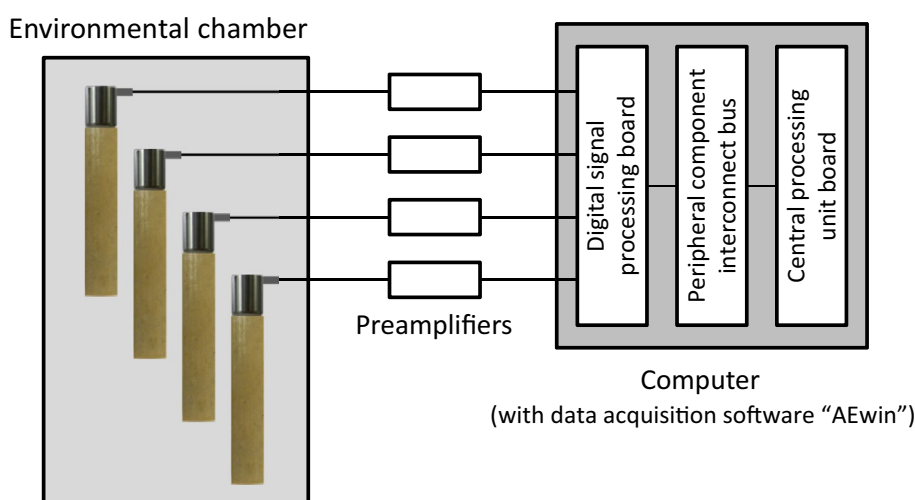 Environmental chamber
Preamplifiers
Digital signal
processing board
Peripheral component
interconnect bus
Central processing
unit board
Computer
(with data acquisition software “AEwin”)